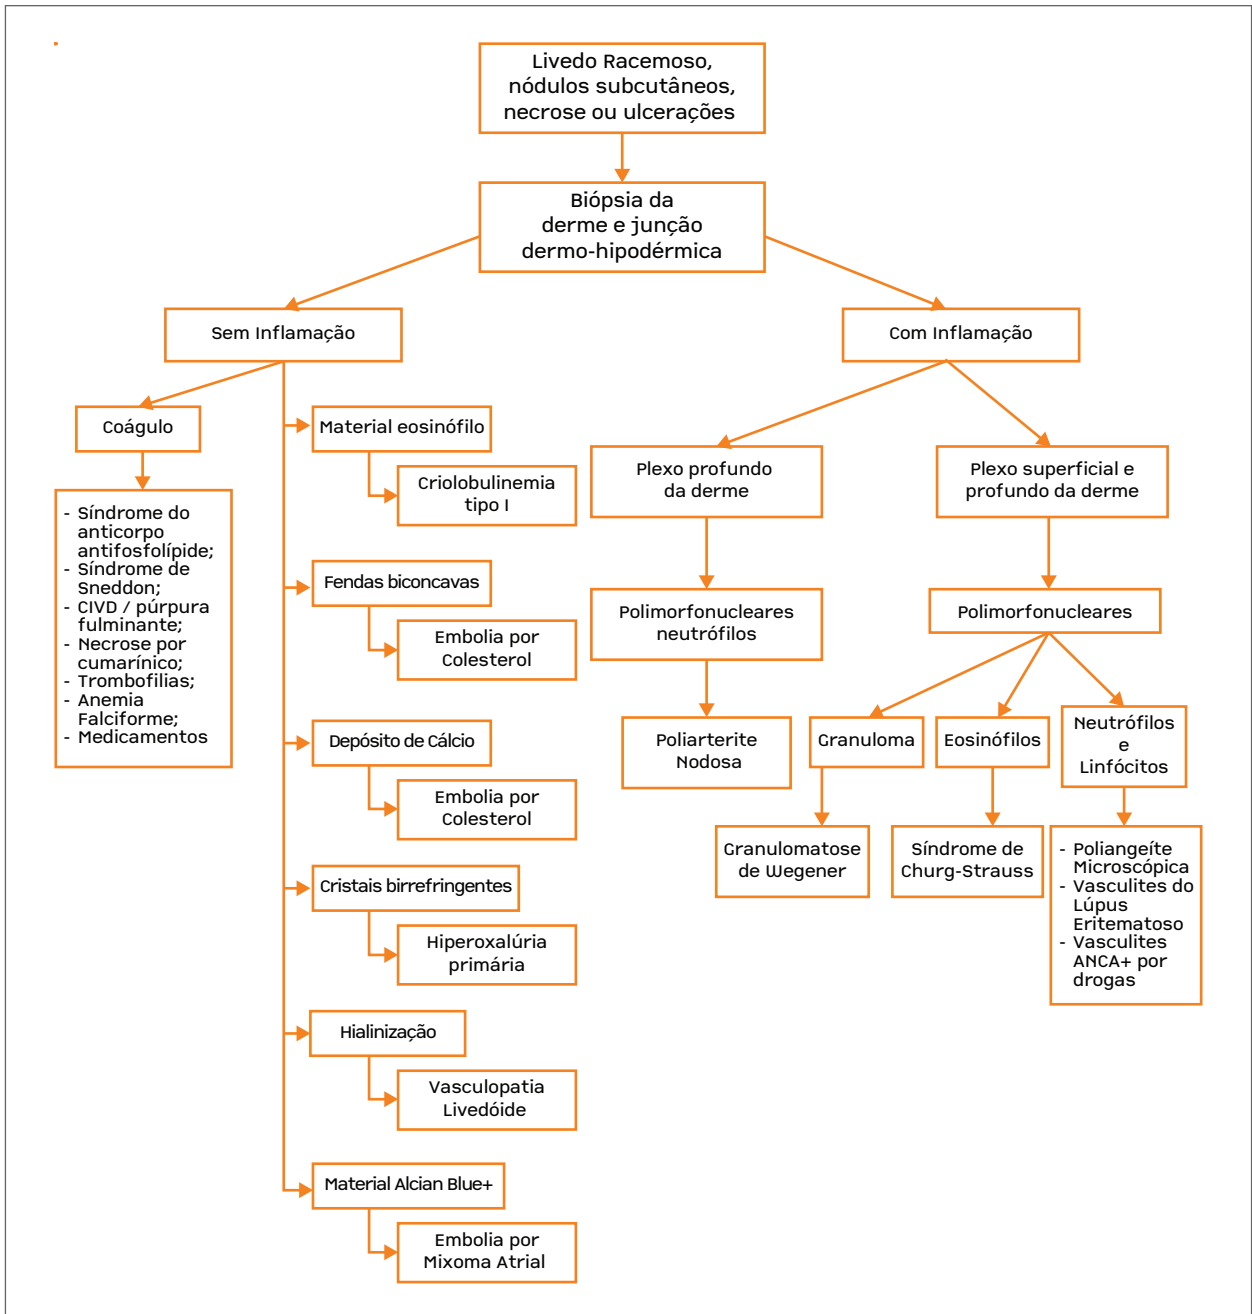 Livedo Racemoso,
nódulos subcutâneos,
necrose ou ulcerações
Biópsia da
derme e junção
dermo-hipodérmica
Sem Inflamação
Com Inflamação
Coágulo
- Síndrome do
anticorpo
antifosfolípide;
- Síndrome de
Sneddon;
- CIVD / púrpura
fulminante;
- Necrose por
cumarínico;
- Trombofilias;
- Anemia
Falciforme;
- Medicamentos
Material eosinófilo
Criolobulinemia
tipo I
Fendas biconcavas
Embolia por
Colesterol
Depósito de Cálcio
Embolia por
Colesterol
Cristais birrefringentes
Hiperoxalúria
primária
Hialinização
Vasculopatia
Livedóide
Material Alcian Blue+
Embolia por
Mixoma Atrial
Plexo profundo
da derme
Polimorfonucleares
neutrófilos
Poliarterite
Nodosa
Plexo superficial e
profundo da derme
Polimorfonucleares
Granuloma
Granulomatose
de Wegener
Eosinófilos
Síndrome de
Churg-Strauss
Neutrófilos
e
Linfócitos
- Poliangeíte
Microscópica
- Vasculites do
Lúpus
Eritematoso
- Vasculites
ANCA+ por
drogas